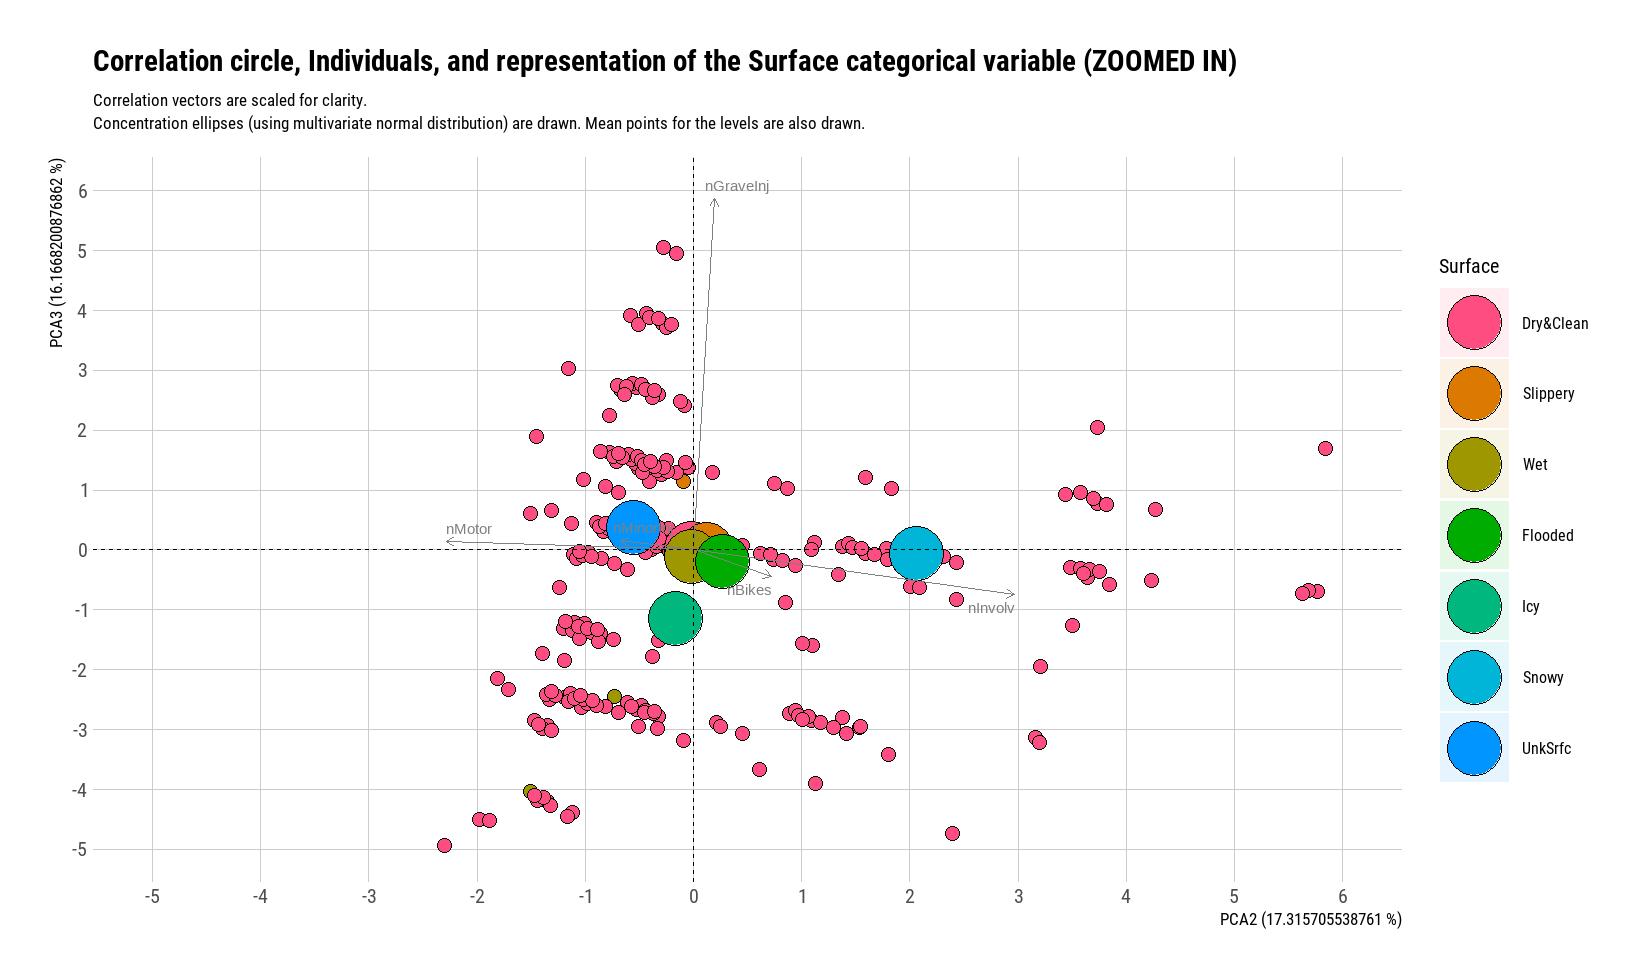 Correlation circle, Individuals, and representation of the Surface categorical variable (ZOOMED IN)
Correlation vectors are scaled for clarity.
Concentration ellipses (using multivariate normal distribution) are drawn. Mean points for the levels are also drawn.
PCA3 (16.1668200876862 %)
6
5
4
3
2
1
0
-1
-2
-3
-4
-5
nGraveInj
nMotor
nMinor
nBikes
nInvolv
-5
-4
-3
-2
-1
0
1
2
3
4
5
6
PCA2 (17.315705538761 %)
Surface
Dry&Clean
Slippery
Wet
Flooded
Icy
Snowy
UnkSrfc